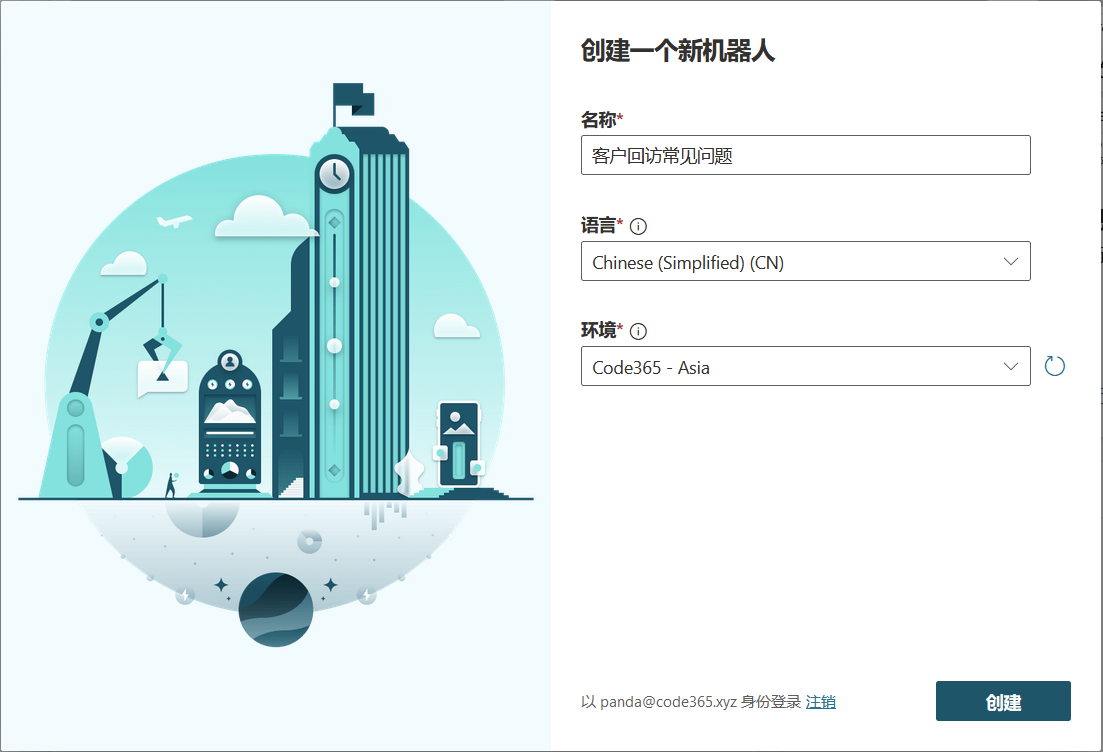 创建一个新机器人
名称*
客户回访常见问题
语言*
Chinese (Simplified) (CN)
环境*
Code365 - Asia
以 panda@code365.xyz 身份登录 注销
创建